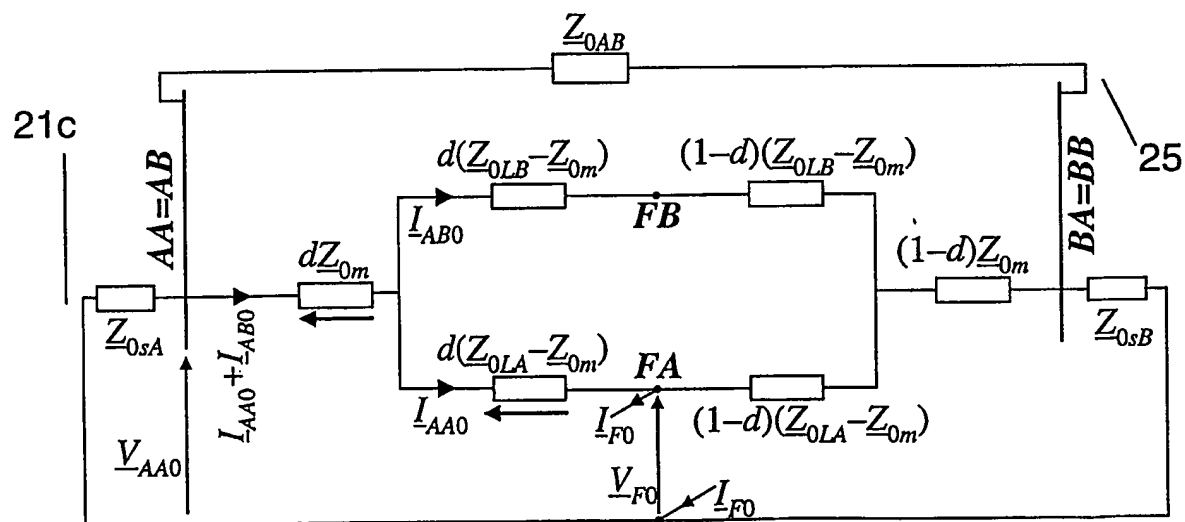 Z0AB
21c
25
AA=AB
BA=BB
d(Z0LB–Z0m)
(1–d)(Z0LB–Z0m)
FB
IAB0
dZ0m
(1–d)Z0m
Z0sA
Z0sB
IAA0+IAB0
d(Z0LA–Z0m)
FA
IAA0
IF0
(1–d)(Z0LA–Z0m)
VAA0
VF0
IF0